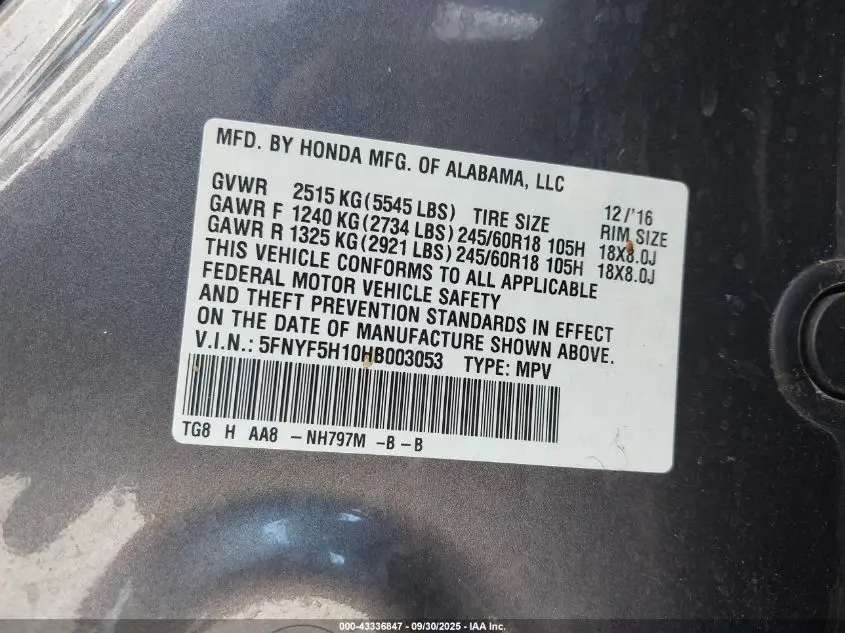 MFD. BY HONDA MFG. OF ALABAMA, LLC
12/'16
GVWR 2515 KG(5545 LBS) TIRE SIZE RIM SIZE
GAWR F 1240 KG(2734 LBS) 245/60R18 105H 18X8.0J
GAWR R 1325 KG(2921 LBS) 245/60R18 105H 18X8.0J
THIS VEHICLE CONFORMS TO ALL APPLICABLE
FEDERAL MOTOR VEHICLE SAFETY
AND THEFT PREVENTION STANDARDS IN EFFECT
ON THE DATE OF MANUFACTURE SHOWN ABOVE.
V.I.N.: 5FNYF5H10HB003053 TYPE: MPV
TG8 H AA8 -NH797M -B-B
000-43336847 - 09/30/2025 - IAA Inc.